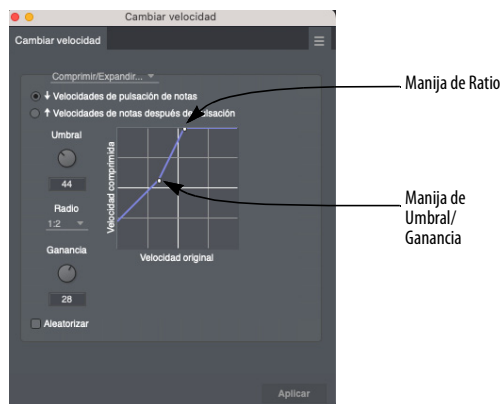 Cambiar velocidad
Cambiar velocidad
Comprimir/Expandir...
Velocidades de pulsación de notas
Velocidades de notas después de pulsación
Umbral
44
Radio
1:2
Ganancia
28
Aleatorizar
Velocidad comprimida
Velocidad original
Aplicar
Manija de Ratio
Manija de
Umbral/
Ganancia